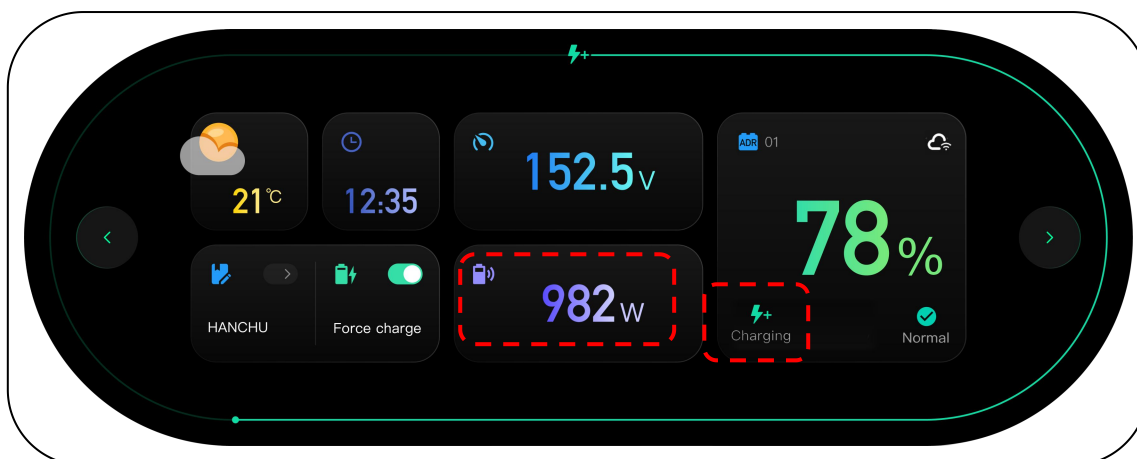 21℃
12:35
152.5V
ADR 01
78%
HANCHU
Force charge
982W
Charging
Normal